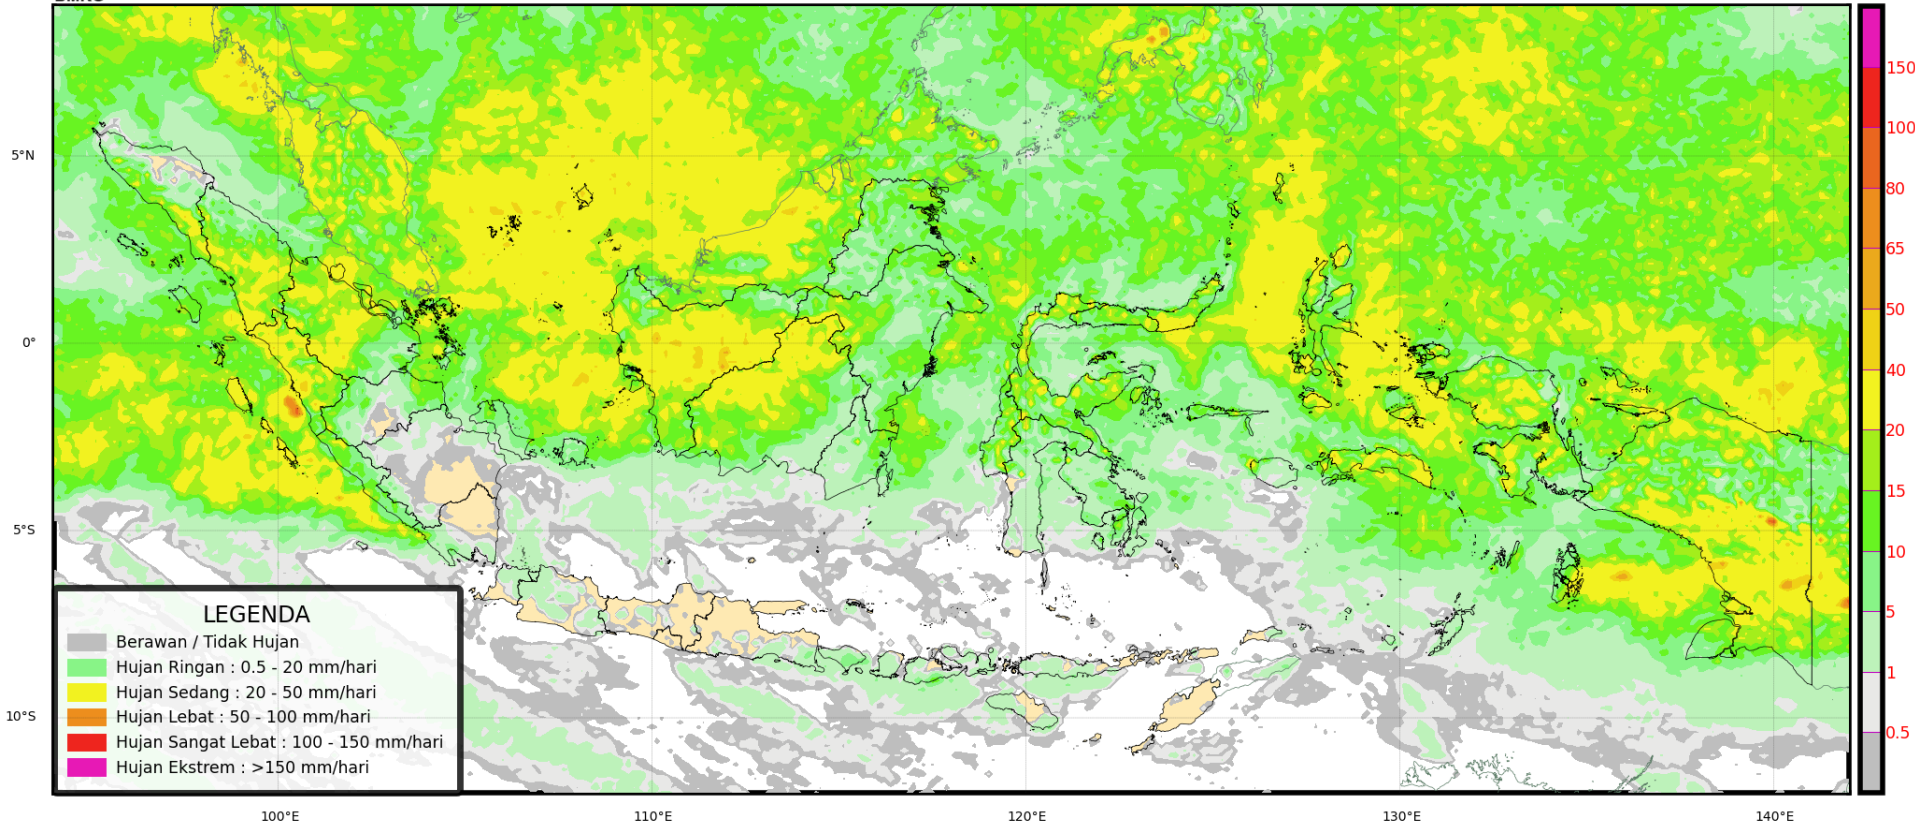 5°N
0°
5°S
10°S
100°E
110°E
120°E
130°E
140°E
LEGENDA
Berawan / Tidak Hujan
Hujan Ringan : 0.5 - 20 mm/hari
Hujan Sedang : 20 - 50 mm/hari
Hujan Lebat : 50 - 100 mm/hari
Hujan Sangat Lebat : 100 - 150 mm/hari
Hujan Ekstrem : >150 mm/hari
150
100
80
65
50
40
20
15
10
5
1
0.5